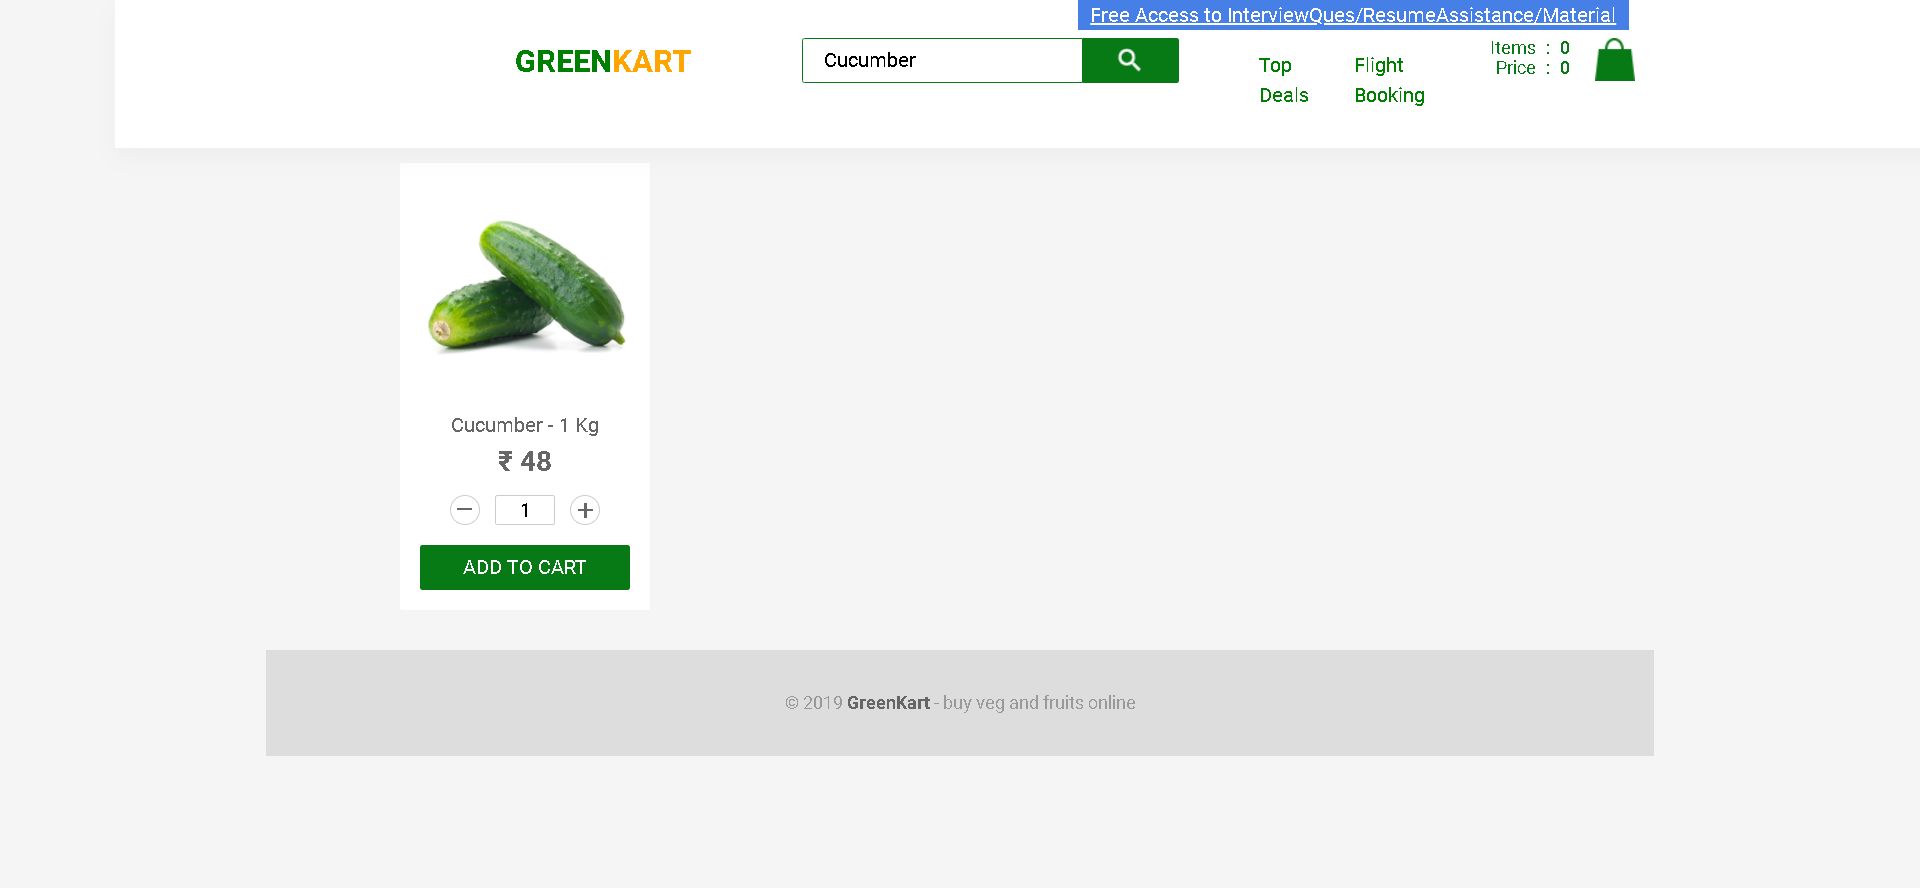 Free Access to InterviewQues/ResumeAssistance/Material
GREENKART
Cucumber
Top Deals
Flight Booking
Items : 0
Price : 0
Cucumber - 1 Kg
₹ 48
1
ADD TO CART
© 2019 GreenKart - buy veg and fruits online